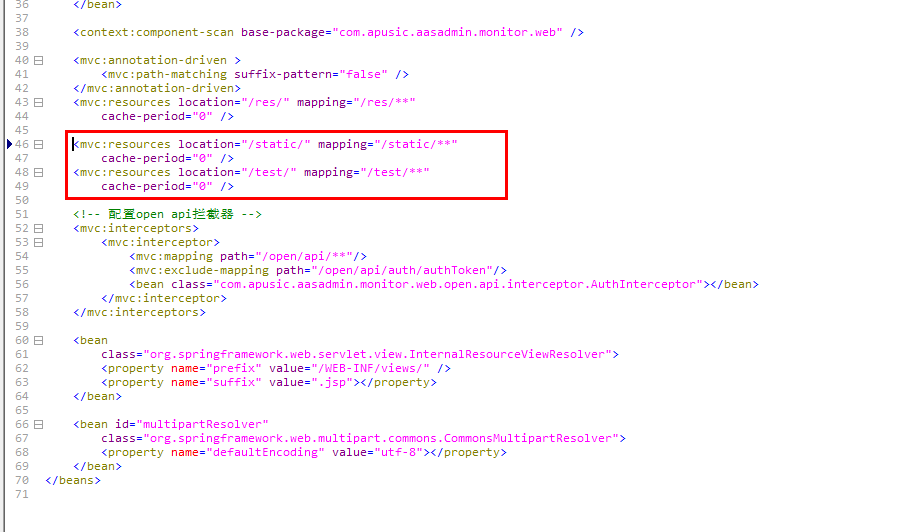 36 </bean>
37
38 <context:component-scan base-package="com.apusic.aasadmin.monitor.web" />
39
40 <mvc:annotation-driven >
41 <mvc:path-matching suffix-pattern="false" />
42 </mvc:annotation-driven>
43 <mvc:resources location="/res/" mapping="/res/**"
44 cache-period="0" />
45
46 <mvc:resources location="/static/" mapping="/static/**"
47 cache-period="0" />
48 <mvc:resources location="/test/" mapping="/test/**"
49 cache-period="0" />
50
51 <!-- 配置open api拦截器 -->
52 <mvc:interceptors>
53 <mvc:interceptor>
54 <mvc:mapping path="/open/api/**"/>
55 <mvc:exclude-mapping path="/open/api/auth/authToken"/>
56 <bean class="com.apusic.aasadmin.monitor.web.open.api.interceptor.AuthInterceptor"></bean>
57 </mvc:interceptor>
58 </mvc:interceptors>
59
60 <bean
61 class="org.springframework.web.servlet.view.InternalResourceViewResolver">
62 <property name="prefix" value="/WEB-INF/views/" />
63 <property name="suffix" value=".jsp"></property>
64 </bean>
65
66 <bean id="multipartResolver"
67 class="org.springframework.web.multipart.commons.CommonsMultipartResolver">
68 <property name="defaultEncoding" value="utf-8"></property>
69 </bean>
70 </beans>
71